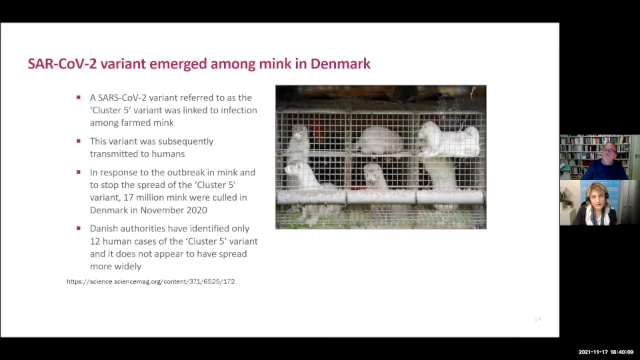 SAR-CoV-2 variant emerged among mink in Denmark
▪ A SARS-CoV-2 variant referred to as the
'Cluster 5' variant was linked to infection
among farmed mink
▪ This variant was subsequently
transmitted to humans
▪ In response to the outbreak in mink and
to stop the spread of the 'Cluster 5'
variant, 17 million mink were culled in
Denmark in November 2020
▪ Danish authorities have identified only
12 human cases of the 'Cluster 5' variant
and it does not appear to have spread
more widely
https://science.sciencemag.org/content/371/6525/172
14
2021-11-17 18:40:09